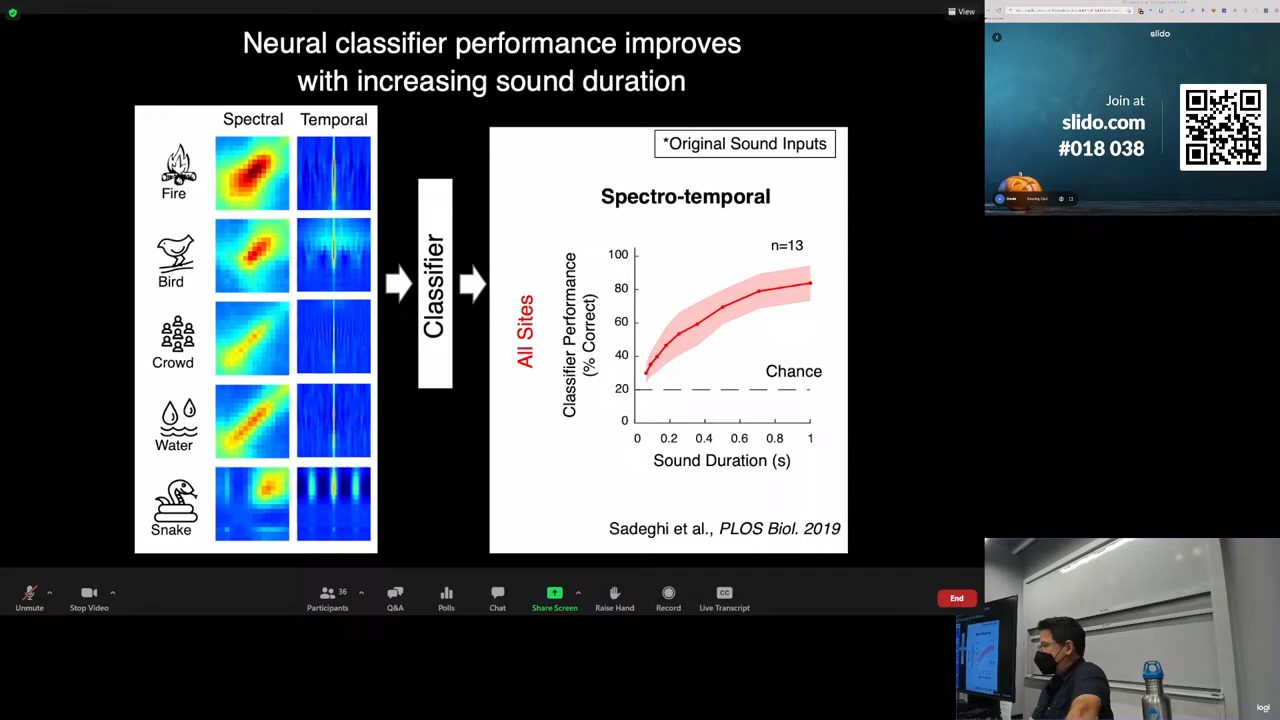 View
Neural classifier performance improves
with increasing sound duration
Spectral Temporal
Fire
Bird
Crowd
Water
Snake
Classifier
*Original Sound Inputs
Spectro-temporal
n=13
All Sites
Classifier Performance
(% Correct)
100
80
60
40
20
0
Chance
0 0.2 0.4 0.6 0.8 1
Sound Duration (s)
Sadeghi et al., PLOS Biol. 2019
slido
Join at
slido.com
#018 038
Unmute
Stop Video
36
Participants
Q&A
Polls
Chat
Share Screen
Raise Hand
Record
CC
Live Transcript
End
logi